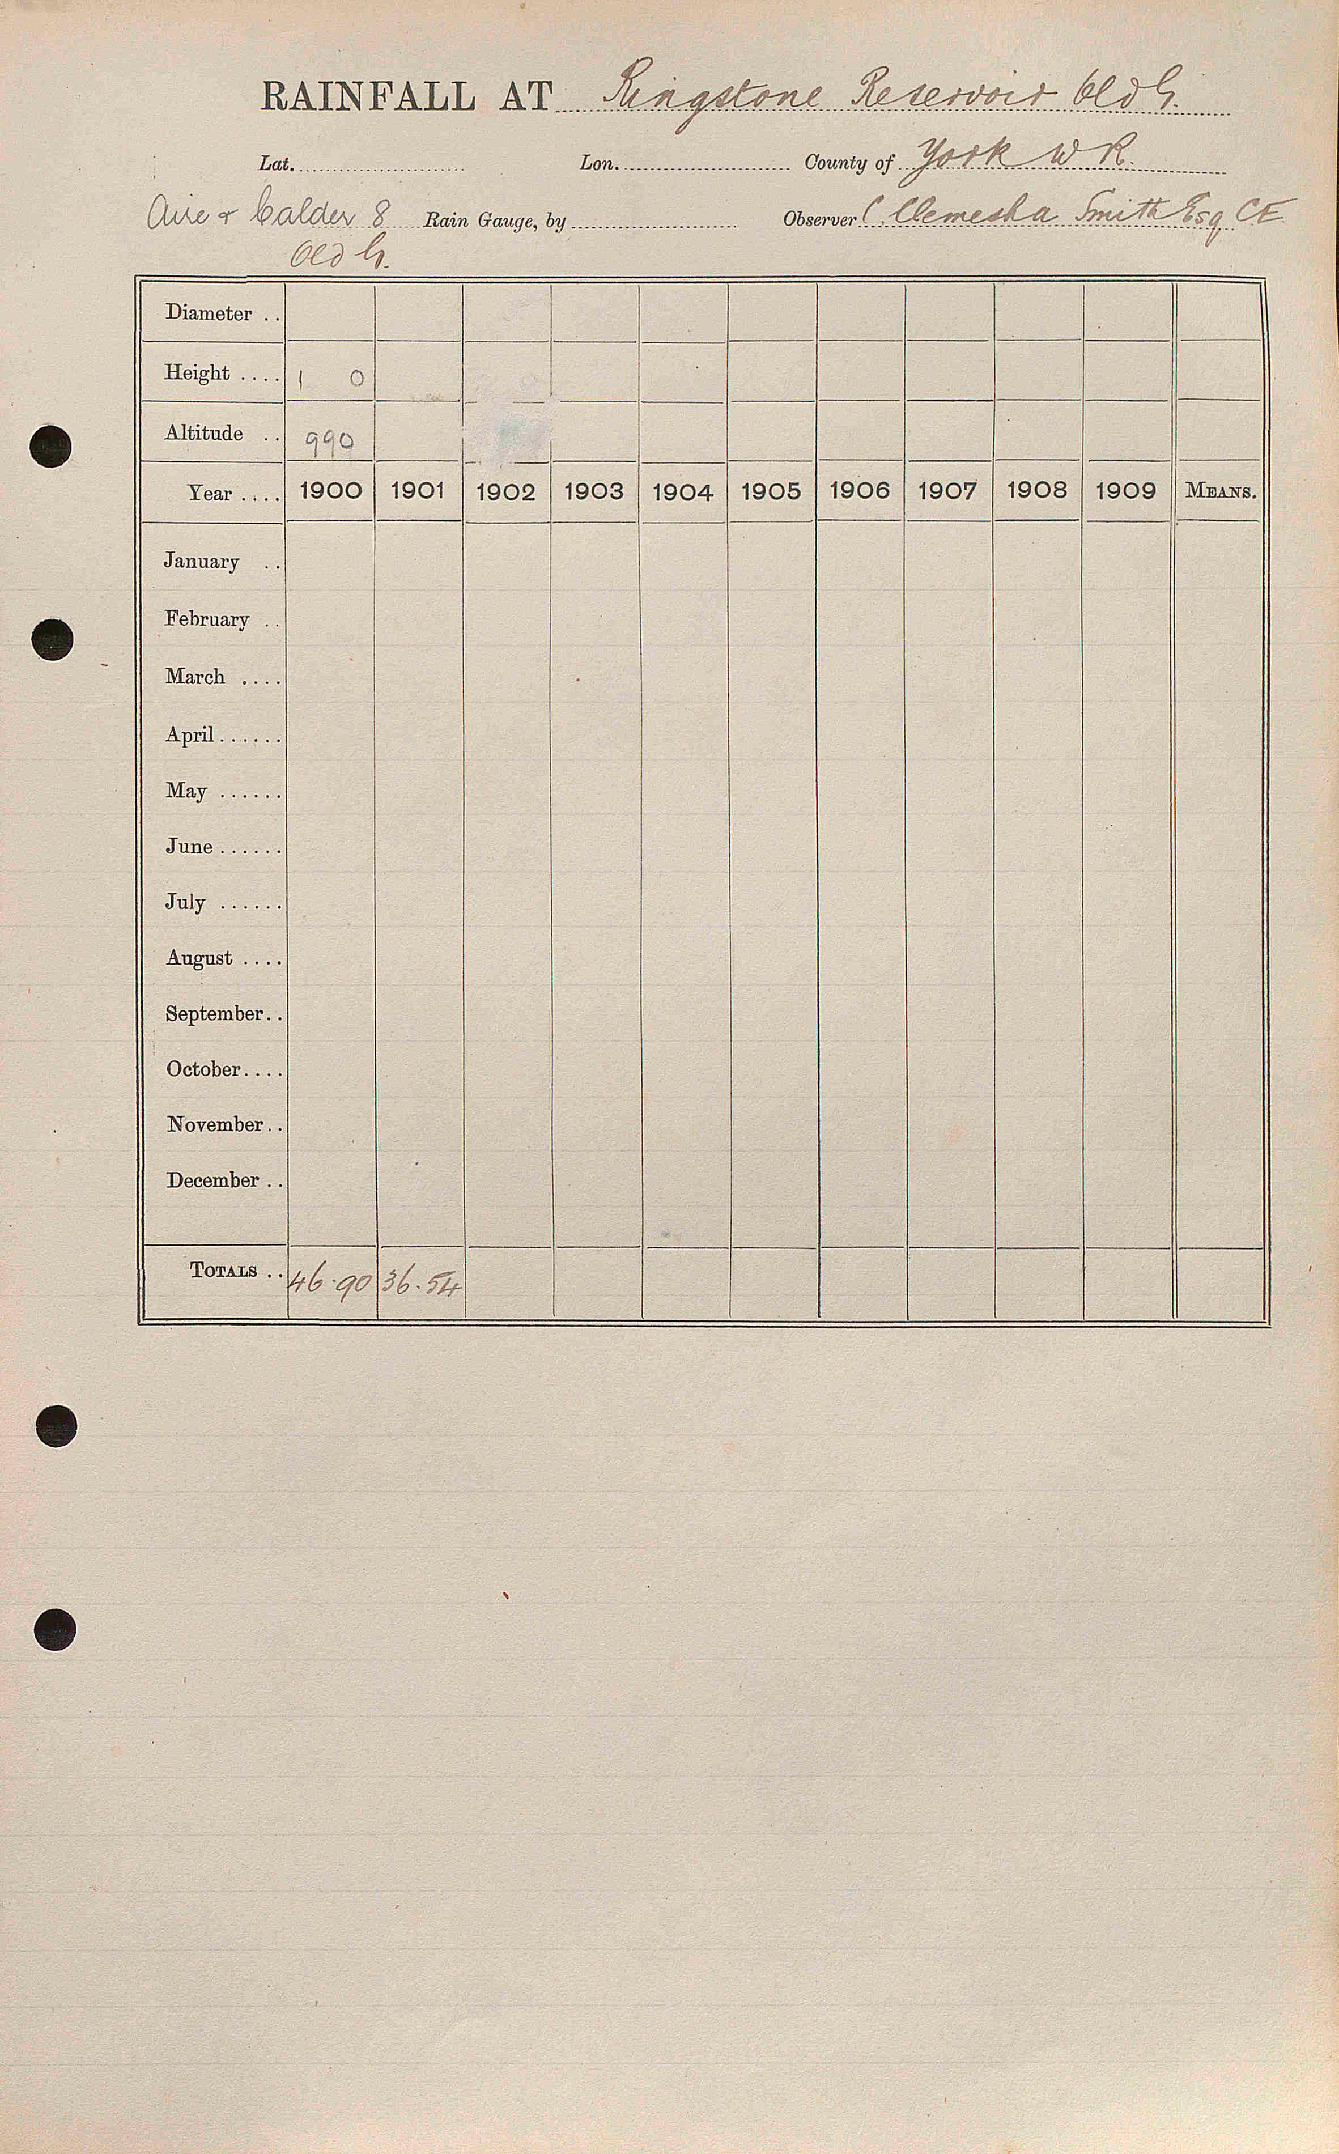 RAINFALL AT Ringstone Reservoir Old G.
Lat. Lon. County of York W R.
Aire & Calder 8 Rain Gauge, by Observer C Clemesha Smith Esq CE
Old G.
Diameter ..
Height .... 1 0
Altitude .. 990
Year .... 1900 1901 1902 1903 1904 1905 1906 1907 1908 1909 MEANS.
January ..
February ..
March ....
April ......
May ......
June ......
July ......
August ....
September..
October....
November..
December ..
TOTALS .. 46.90 36.54